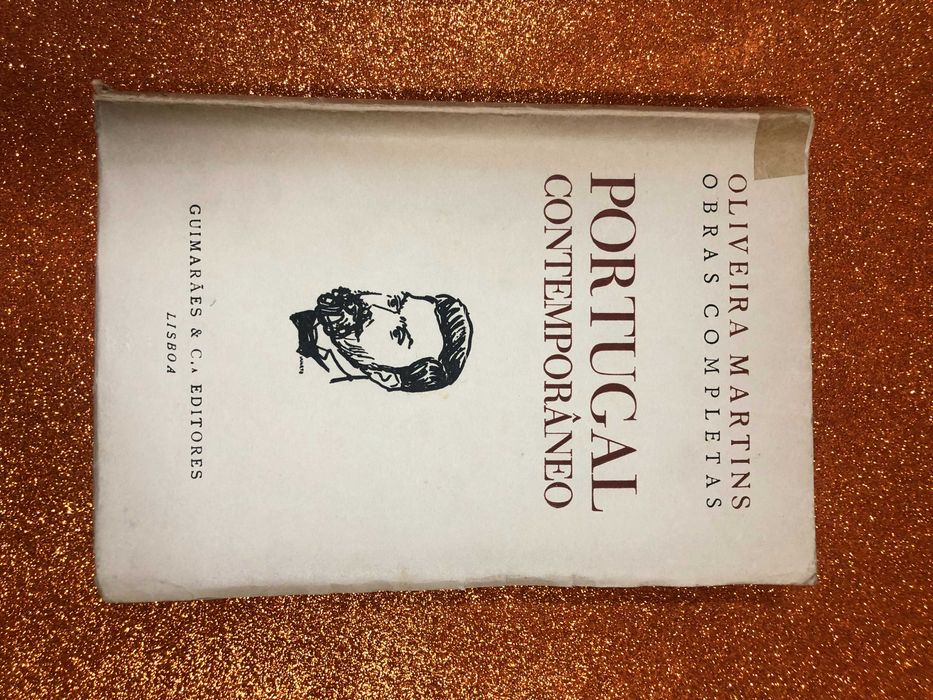 OLIVEIRA MARTINS
OBRAS COMPLETAS
PORTUGAL
CONTEMPORÂNEO
GUIMARÃES & C.A EDITORES
LISBOA